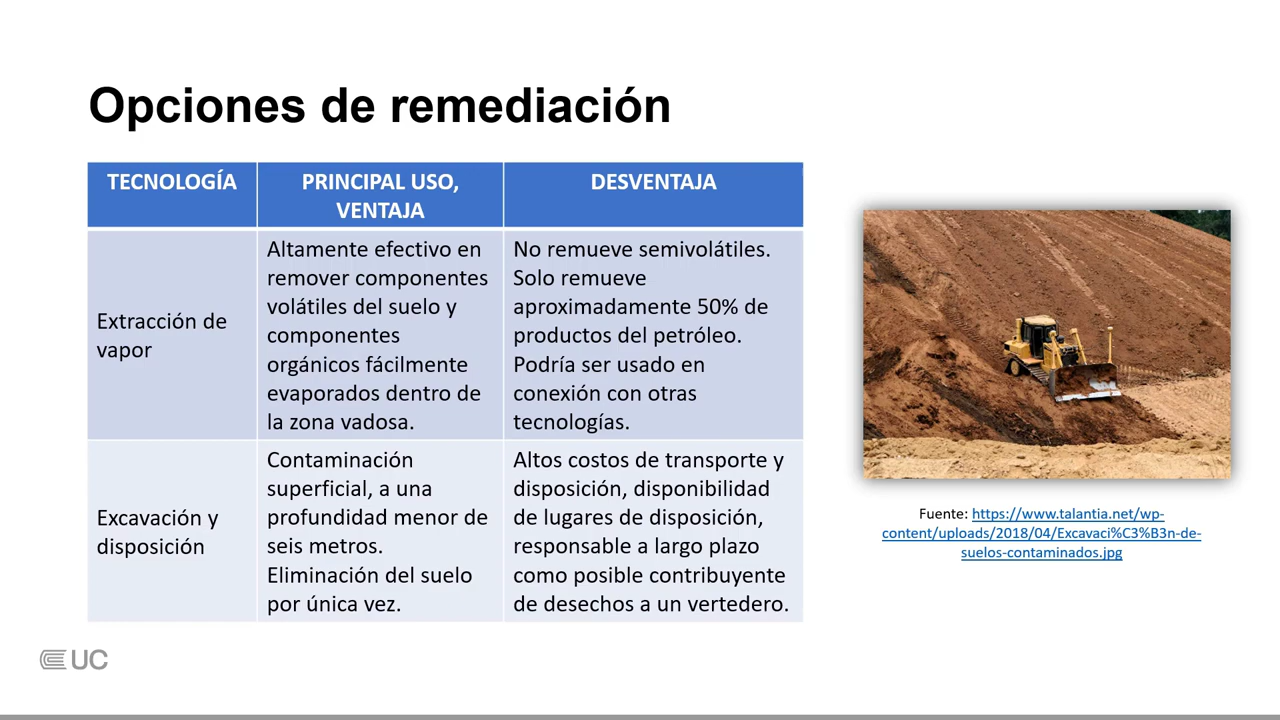 Opciones de remediación
TECNOLOGÍA
PRINCIPAL USO,
VENTAJA
DESVENTAJA
Extracción de
vapor
Altamente efectivo en
remover componentes
volátiles del suelo y
componentes
orgánicos fácilmente
evaporados dentro de
la zona vadosa.
No remueve semivolátiles.
Solo remueve
aproximadamente 50% de
productos del petróleo.
Podría ser usado en
conexión con otras
tecnologías.
Excavación y
disposición
Contaminación
superficial, a una
profundidad menor de
seis metros.
Eliminación del suelo
por única vez.
Altos costos de transporte y
disposición, disponibilidad
de lugares de disposición,
responsable a largo plazo
como posible contribuyente
de desechos a un vertedero.
Fuente: https://www.talantia.net/wp-
content/uploads/2018/04/Excavaci%C3%B3n-de-
suelos-contaminados.jpg
UC